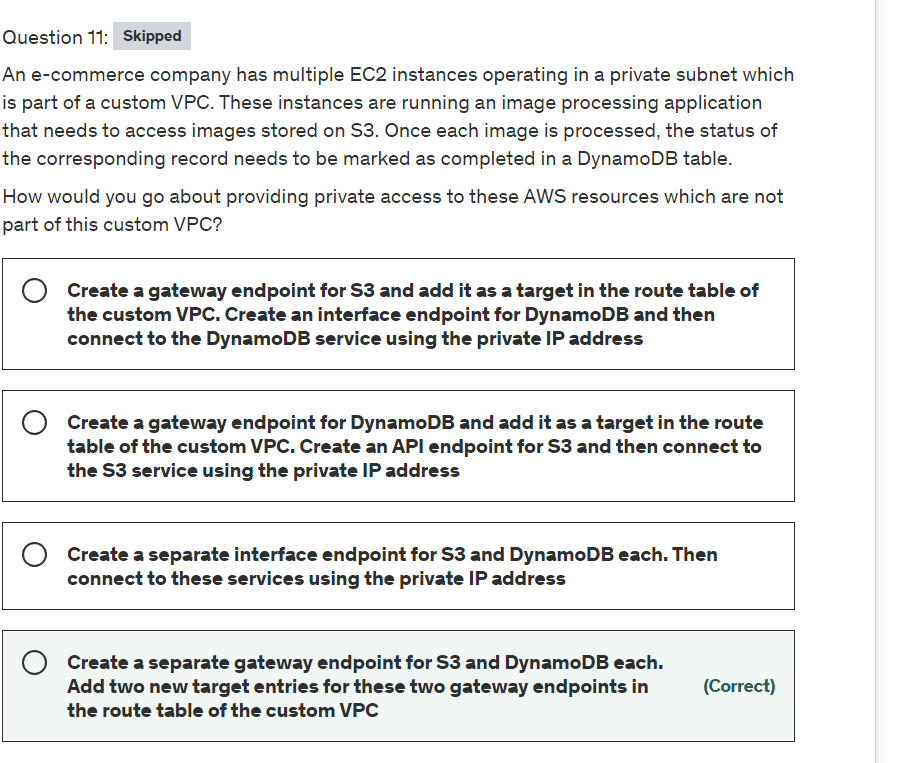 Question 11: Skipped
An e-commerce company has multiple EC2 instances operating in a private subnet which
is part of a custom VPC. These instances are running an image processing application
that needs to access images stored on S3. Once each image is processed, the status of
the corresponding record needs to be marked as completed in a DynamoDB table.
How would you go about providing private access to these AWS resources which are not
part of this custom VPC?
Create a gateway endpoint for S3 and add it as a target in the route table of
the custom VPC. Create an interface endpoint for DynamoDB and then
connect to the DynamoDB service using the private IP address
Create a gateway endpoint for DynamoDB and add it as a target in the route
table of the custom VPC. Create an API endpoint for S3 and then connect to
the S3 service using the private IP address
Create a separate interface endpoint for S3 and DynamoDB each. Then
connect to these services using the private IP address
Create a separate gateway endpoint for S3 and DynamoDB each.
Add two new target entries for these two gateway endpoints in
the route table of the custom VPC
(Correct)